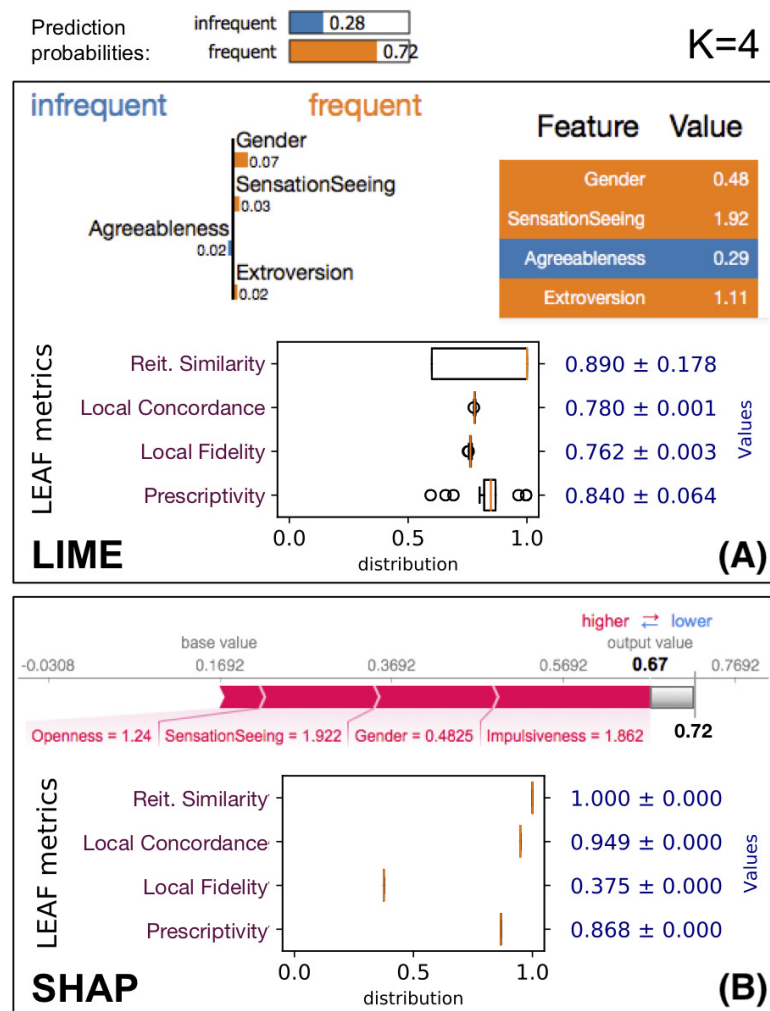 Prediction probabilities:
infrequent 0.28
frequent 0.72
K=4
infrequent frequent
Gender
0.07
SensationSeeing
0.03
Agreeableness
0.02
Extroversion
0.02
Feature Value
Gender 0.48
SensationSeeing 1.92
Agreeableness 0.29
Extroversion 1.11
LEAF metrics
Reit. Similarity 0.890 ± 0.178
Local Concordance 0.780 ± 0.001
Local Fidelity 0.762 ± 0.003
Prescriptivity 0.840 ± 0.064
Values
0.0 0.5 1.0
distribution
LIME (A)
higher ⇄ lower
base value output value
-0.0308 0.1692 0.3692 0.5692 0.67 0.7692
Openness = 1.24 SensationSeeing = 1.922 Gender = 0.4825 Impulsiveness = 1.862 0.72
LEAF metrics
Reit. Similarity 1.000 ± 0.000
Local Concordance 0.949 ± 0.000
Local Fidelity 0.375 ± 0.000
Prescriptivity 0.868 ± 0.000
Values
0.0 0.5 1.0
distribution
SHAP (B)